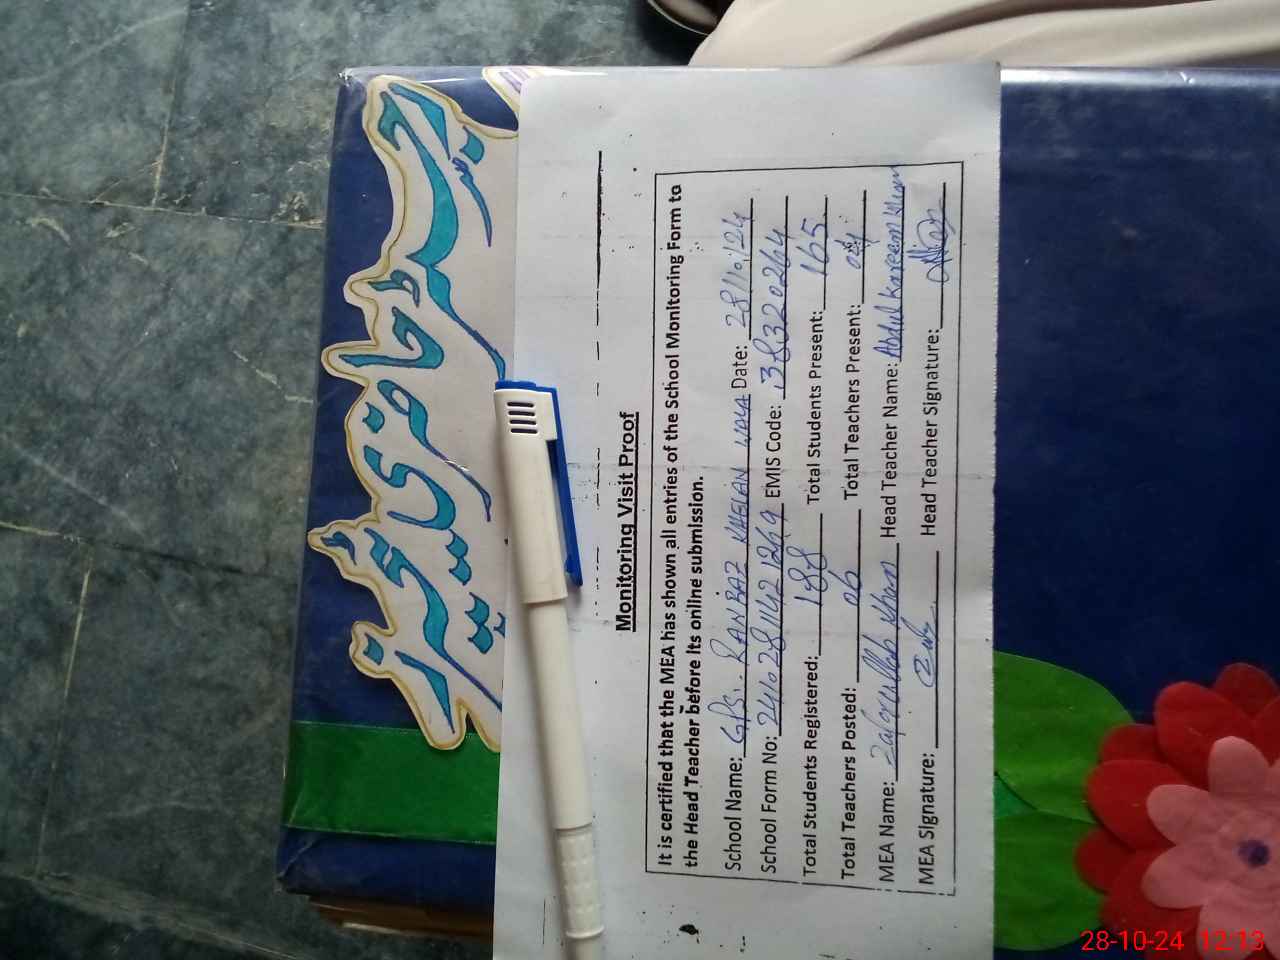 Monitoring Visit Proof
It is certified that the MEA has shown all entries of the School Monitoring Form to
the Head Teacher before its online submission.
School Name: GPS. RANBAZ KHELAN WALA Date: 28/10/24
School Form No: 24102811421269 EMIS Code: 38320264
Total Students Registered: 188 Total Students Present: 165
Total Teachers Posted: 06 Total Teachers Present: 04
MEA Name: Zafarullah Khan Head Teacher Name: Abdul Kareem Khan
MEA Signature: Head Teacher Signature:
28-10-24 12:13